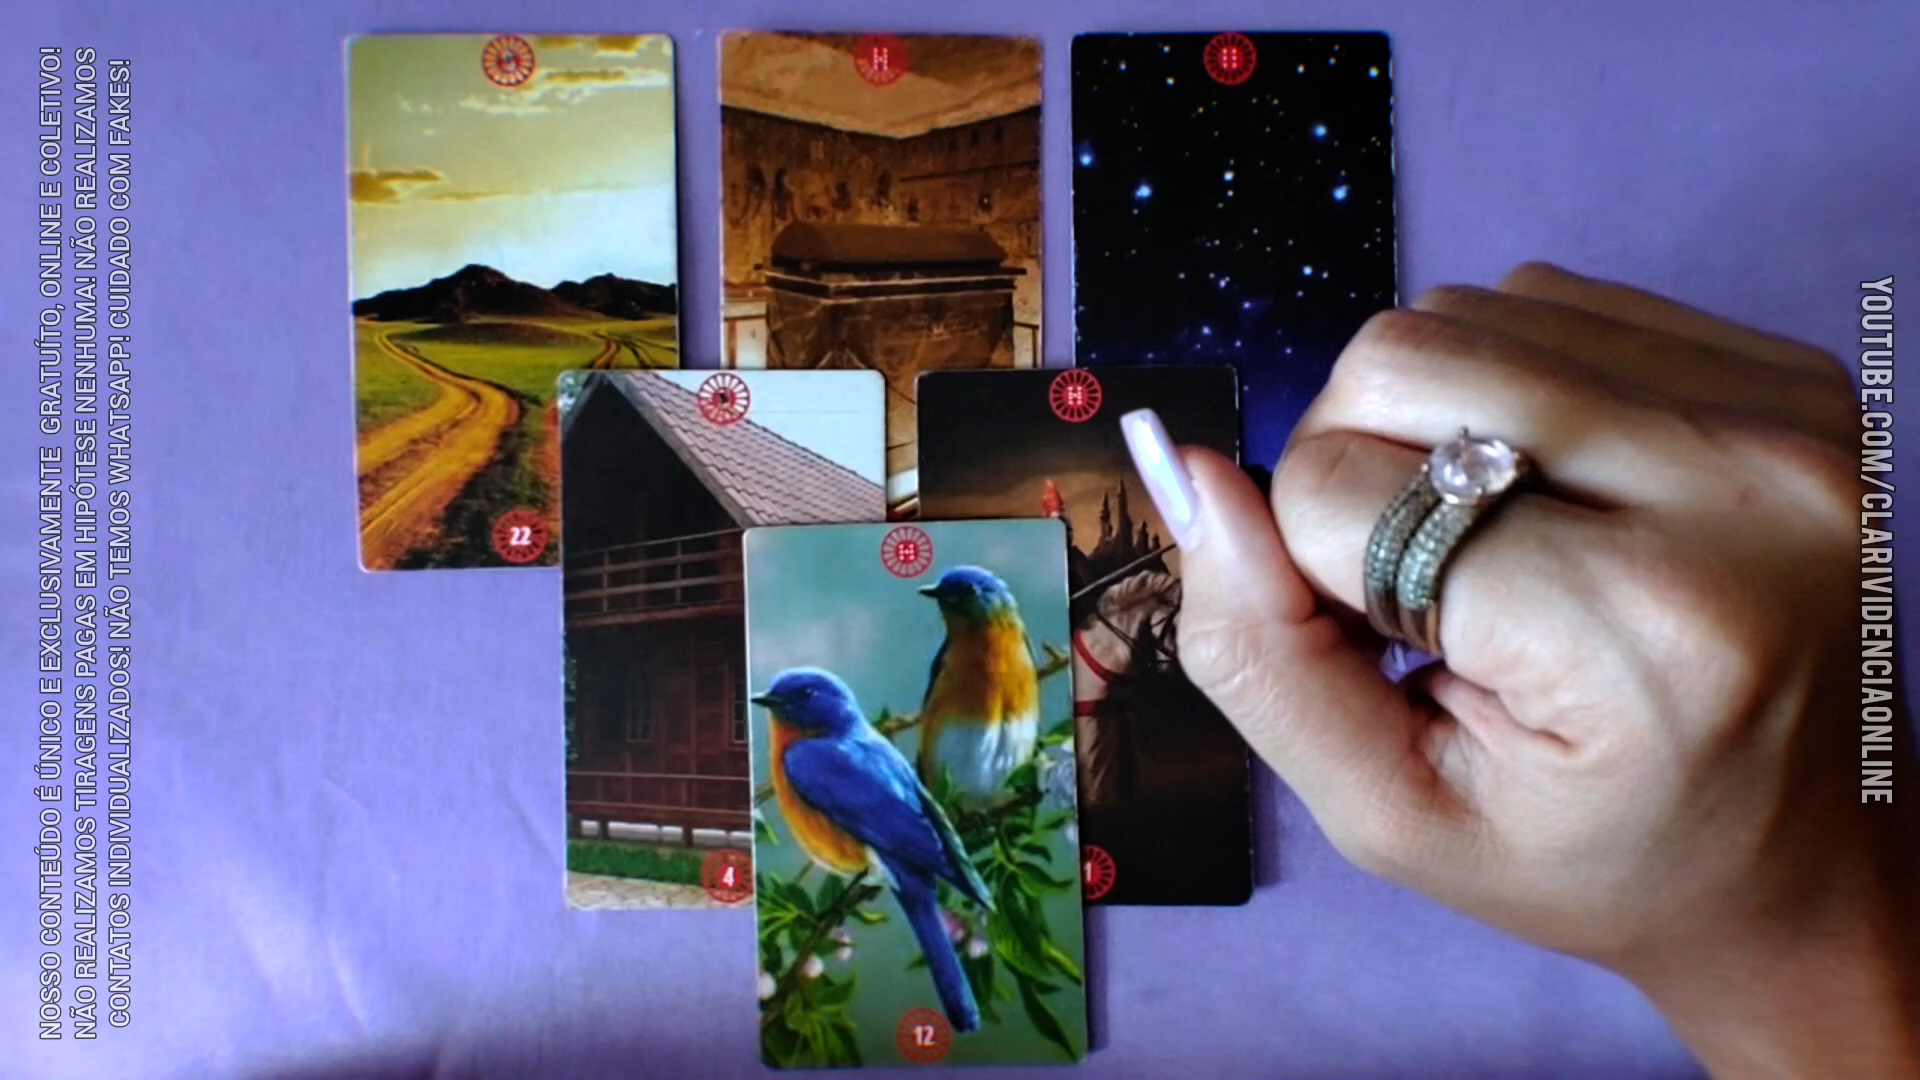 NOSSO CONTEÚDO É ÚNICO E EXCLUSIVAMENTE GRATUÍTO, ONLINE E COLETIVO!
NÃO REALIZAMOS TIRAGENS PAGAS EM HIPÓTESE NENHUMA! NÃO REALIZAMOS
CONTATOS INDIVIDUALIZADOS! NÃO TEMOS WHATSAPP! CUIDADO COM FAKES!
YOUTUBE.COM/CLARIVIDENCIAONLINE
22
4
1
12